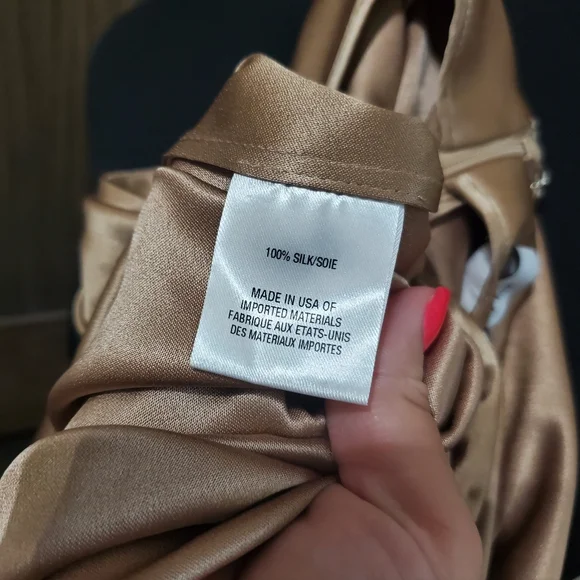 100% SILK/SOIE
MADE IN USA OF
IMPORTED MATERIALS
FABRIQUE AUX ETATS-UNIS
DES MATERIAUX IMPORTES